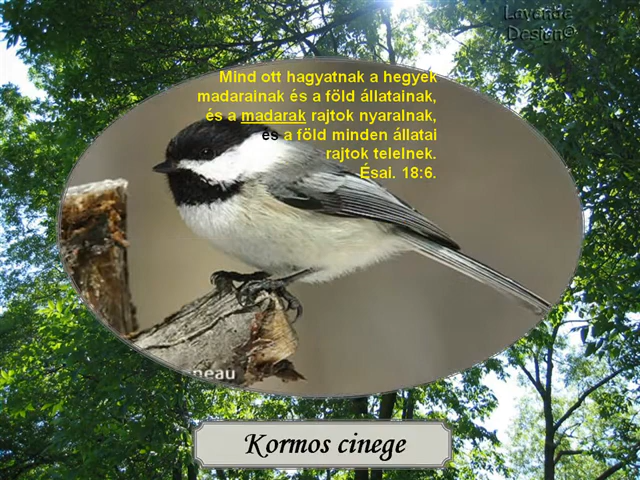 Lavende
Design©
Mind ott hagyatnak a hegyek
madarainak és a föld állatainak,
és a madarak rajtok nyaralnak,
és a föld minden állatai
rajtok telelnek.
Ésai. 18:6.
neau
Kormos cinege